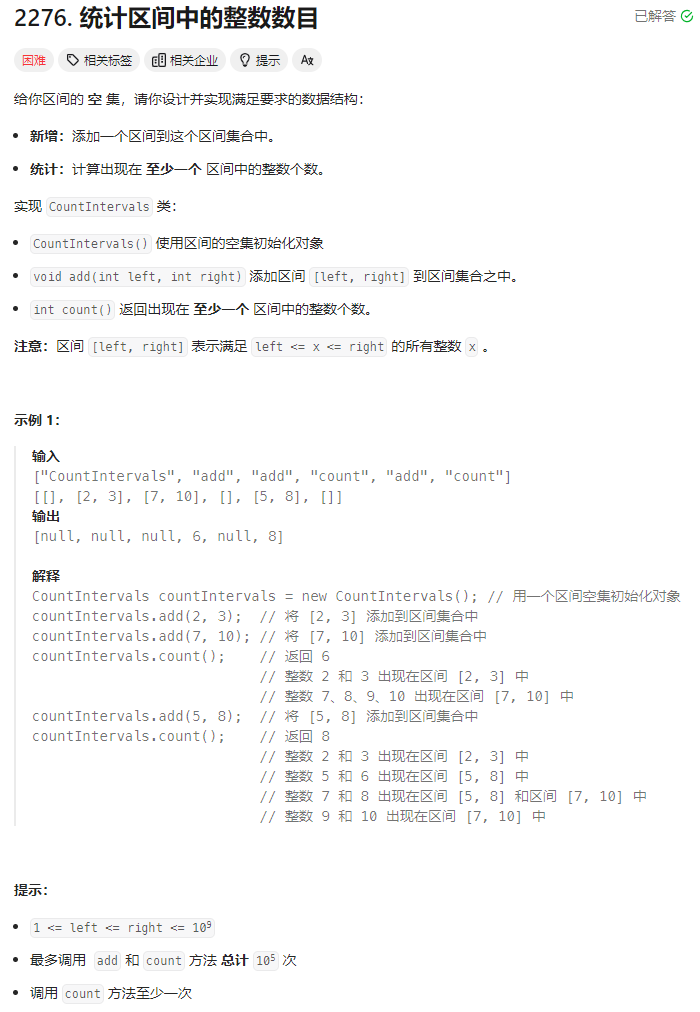 2276. 统计区间中的整数数目
已解答
困难 相关标签 相关企业 提示 Ax
给你区间的 空 集，请你设计并实现满足要求的数据结构：
• 新增：添加一个区间到这个区间集合中。
• 统计：计算出现在 至少一个 区间中的整数个数。
实现 CountIntervals 类：
• CountIntervals() 使用区间的空集初始化对象
• void add(int left, int right) 添加区间 [left, right] 到区间集合之中。
• int count() 返回出现在 至少一个 区间中的整数个数。
注意：区间 [left, right] 表示满足 left <= x <= right 的所有整数 x 。
示例 1：
输入
["CountIntervals", "add", "add", "count", "add", "count"]
[[], [2, 3], [7, 10], [], [5, 8], []]
输出
[null, null, null, 6, null, 8]
解释
CountIntervals countIntervals = new CountIntervals(); // 用一个区间空集初始化对象
countIntervals.add(2, 3);  // 将 [2, 3] 添加到区间集合中
countIntervals.add(7, 10); // 将 [7, 10] 添加到区间集合中
countIntervals.count();    // 返回 6
// 整数 2 和 3 出现在区间 [2, 3] 中
// 整数 7、8、9、10 出现在区间 [7, 10] 中
countIntervals.add(5, 8);  // 将 [5, 8] 添加到区间集合中
countIntervals.count();    // 返回 8
// 整数 2 和 3 出现在区间 [2, 3] 中
// 整数 5 和 6 出现在区间 [5, 8] 中
// 整数 7 和 8 出现在区间 [5, 8] 和区间 [7, 10] 中
// 整数 9 和 10 出现在区间 [7, 10] 中
提示：
• 1 <= left <= right <= 10⁹
• 最多调用 add 和 count 方法 总计 10⁵ 次
• 调用 count 方法至少一次